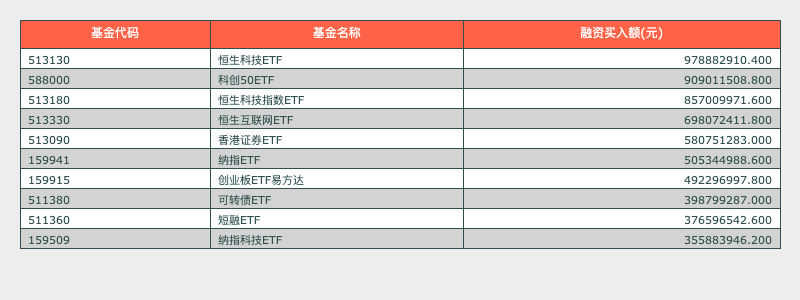 基金代码 基金名称 融资买入额(元)
513130 恒生科技ETF 978882910.400
588000 科创50ETF 909011508.800
513180 恒生科技指数ETF 857009971.600
513330 恒生互联网ETF 698072411.800
513090 香港证券ETF 580751283.000
159941 纳指ETF 505344988.600
159915 创业板ETF易方达 492296997.800
511380 可转债ETF 398799287.000
511360 短融ETF 376596542.600
159509 纳指科技ETF 355883946.200